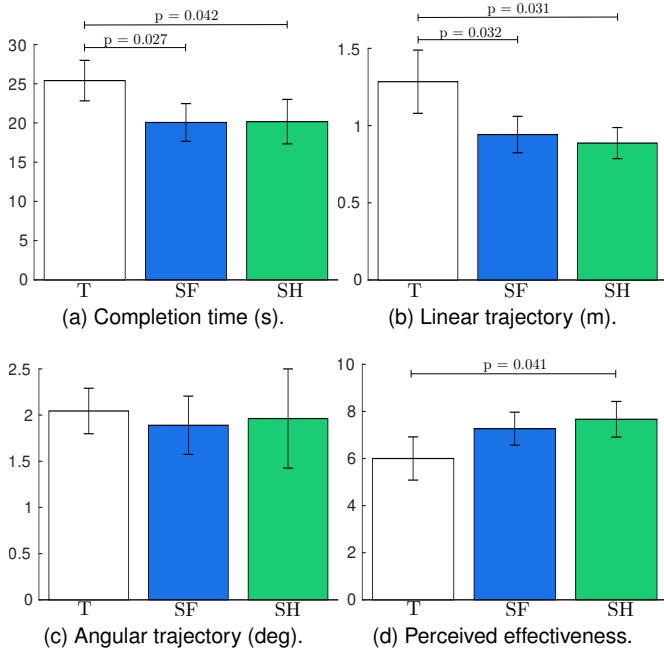 p = 0.042
p = 0.027
30
25
20
15
10
5
0
T SF SH
(a) Completion time (s).
p = 0.031
p = 0.032
1.5
1
0.5
0
T SF SH
(b) Linear trajectory (m).
2.5
2
1.5
1
0.5
0
T SF SH
(c) Angular trajectory (deg).
p = 0.041
10
8
6
4
2
0
T SF SH
(d) Perceived effectiveness.